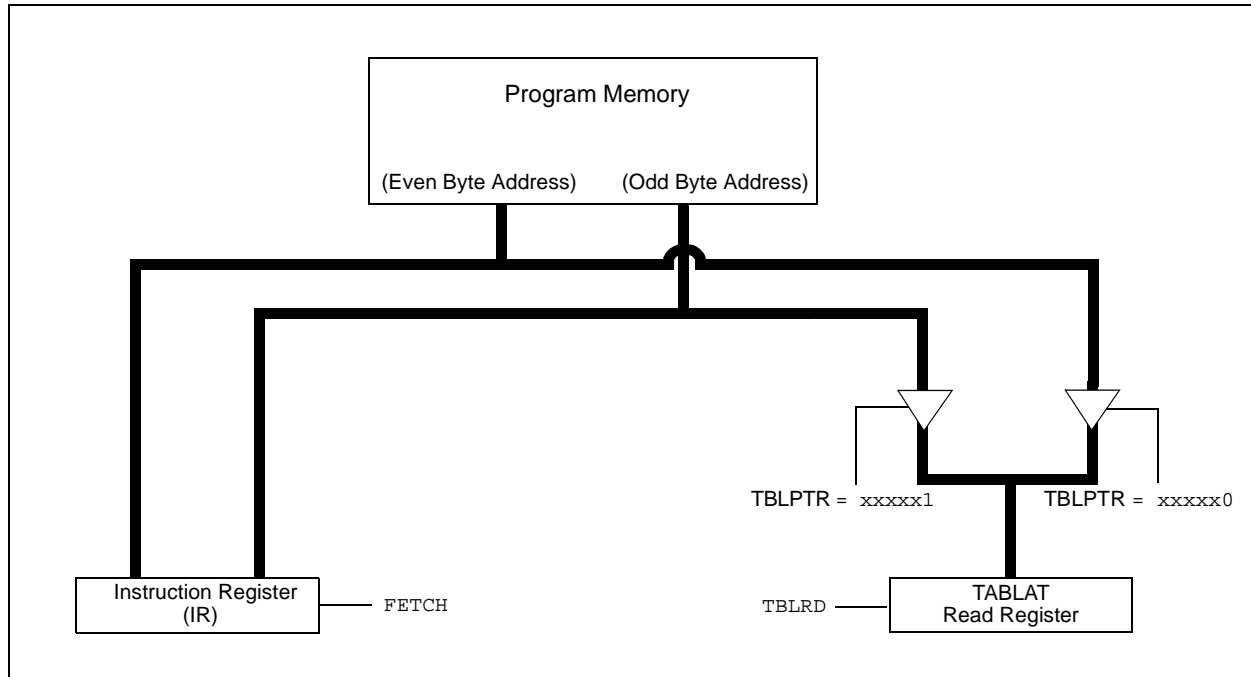 Program Memory
(Even Byte Address) (Odd Byte Address)
TBLPTR = xxxxx1
TBLPTR = xxxxx0
Instruction Register
(IR)
FETCH
TBLRD
TABLAT
Read Register